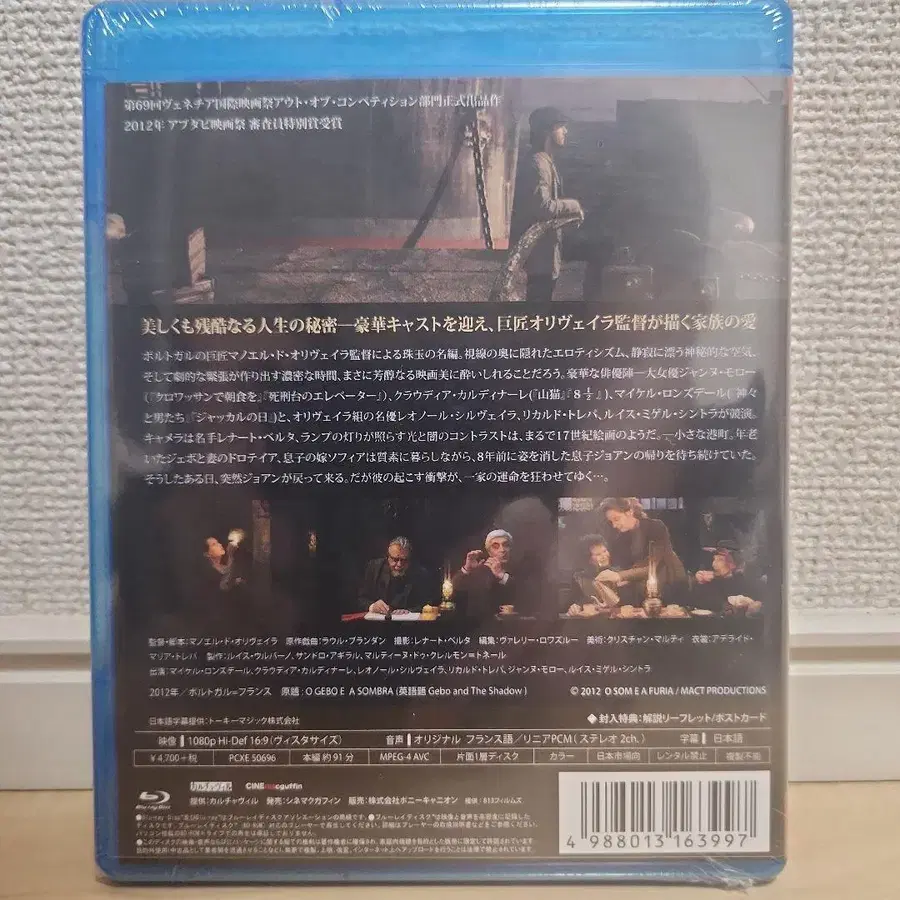 第69回ヴェネチア国際映画祭アウト・オブ・コンペティション部門正式出品作
2012年 アブダビ映画祭 審査員特別賞受賞
美しくも残酷なる人生の秘密―豪華キャストを迎え、巨匠オリヴェイラ監督が描く家族の愛
ポルトガルの巨匠マノエル・ド・オリヴェイラ監督による珠玉の名編。視線の奥に隠れたエロティシズム、静寂に漂う神秘的な空気、
そして劇的な緊張が作り出す濃密な時間、まさに芳醇なる映画美に酔いしれることだろう。豪華な俳優陣―大女優ジャンヌ・モロー
(『クロワッサンで朝食を』『死刑台のエレベーター』)、クラウディア・カルディナーレ(『山猫』『8 ½ 』)、マイケル・ロンズデール(『神々
と男たち』『ジャッカルの日』)と、オリヴェイラ組の名優レオノール・シルヴェイラ、リカルド・トレパ、ルイス・ミゲル・シントラが競演。
キャメラは名手レナート・ベルタ、ランプの灯りが照らす光と闇のコントラストは、まるで17世紀絵画のようだ。―小さな港町。年老
いたジェボと妻のドロテイア、息子の嫁ソフィアは質素に暮らしながら、8年前に姿を消した息子ジョアンの帰りを待ち続けていた。
そうしたある日、突然ジョアンが戻って来る。だが彼の起こす衝撃が、一家の運命を狂わせてゆく…。
監督・脚本:マノエル・ド・オリヴェイラ 原作戯曲:ラウル・ブランダン 撮影:レナート・ベルタ 編集:ヴァレリー・ロワズルー 美術:クリスチャン・マルティ 衣裳:アデライド・
マリア・トレパ 製作:ルイス・ウルバーノ、サンドロ・アギラル、マルティーヌ・ドゥ・クレルモン=トネール
出演:マイケル・ロンズデール、クラウディア・カルディナーレ、レオノール・シルヴェイラ、リカルド・トレパ、ジャンヌ・モロー、ルイス・ミゲル・シントラ
2012年/ポルトガル=フランス 原題:O GEBO E A SOMBRA (英語題 Gebo and The Shadow ) © 2012 O SOM E A FURIA / MACT PRODUCTIONS
日本語字幕提供:トーキーマジック株式会社 ◆ 封入特典:解説リーフレット/ポストカード
映像 1080p Hi-Def 16:9 (ヴィスタサイズ) 音声 オリジナル フランス語/リニアPCM (ステレオ 2ch.) 字幕 日本語
¥ 4,700+税 PCXE 50696 本編 約 91 分 MPEG-4 AVC 片面1層ディスク カラー 日本市場向 レンタル禁止 複製不能
カルチャヴィル CINEmacguffin
Blu-ray Disc 提供:カルチャヴィル 発売:シネマクガフィン 販売:株式会社ポニーキャニオン 協力:813フィルムズ
4 988013 163997